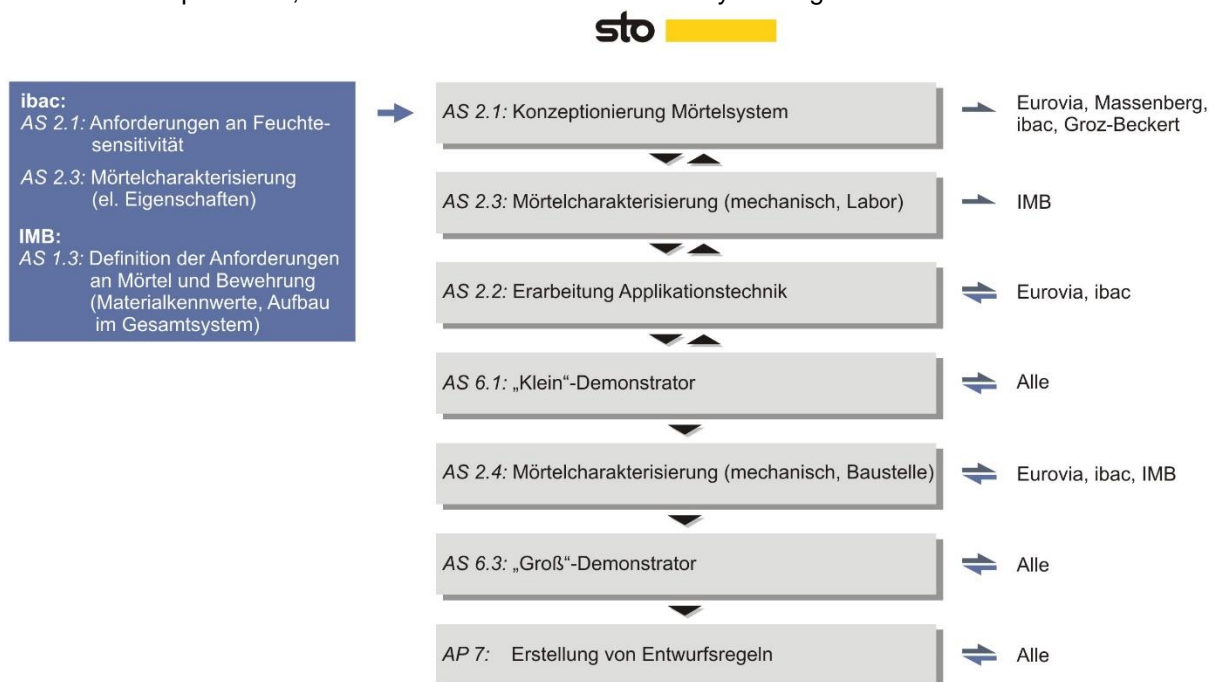 sto
ibac:
AS 2.1: Anforderungen an Feuchte-
sensitivität
AS 2.3: Mörtelcharakterisierung
(el. Eigenschaften)
IMB:
AS 1.3: Definition der Anforderungen
an Mörtel und Bewehrung
(Materialkennwerte, Aufbau
im Gesamtsystem)
AS 2.1: Konzeptionierung Mörtelsystem
Eurovia, Massenberg,
ibac, Groz-Beckert
AS 2.3: Mörtelcharakterisierung (mechanisch, Labor)
IMB
AS 2.2: Erarbeitung Applikationstechnik
Eurovia, ibac
AS 6.1: „Klein“-Demonstrator
Alle
AS 2.4: Mörtelcharakterisierung (mechanisch, Baustelle)
Eurovia, ibac, IMB
AS 6.3: „Groß“-Demonstrator
Alle
AP 7: Erstellung von Entwurfsregeln
Alle